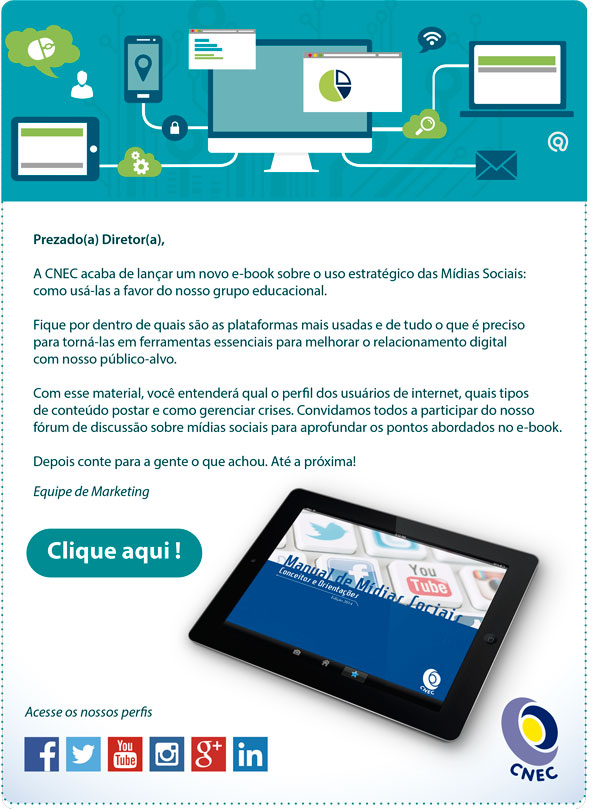 Prezado(a) Diretor(a),
A CNEC acaba de lançar um novo e-book sobre o uso estratégico das Mídias Sociais:
como usá-las a favor do nosso grupo educacional.
Fique por dentro de quais são as plataformas mais usadas e de tudo o que é preciso
para torná-las em ferramentas essenciais para melhorar o relacionamento digital
com nosso público-alvo.
Com esse material, você entenderá qual o perfil dos usuários de internet, quais tipos
de conteúdo postar e como gerenciar crises. Convidamos todos a participar do nosso
fórum de discussão sobre mídias sociais para aprofundar os pontos abordados no e-book.
Depois conte para a gente o que achou. Até a próxima!
Equipe de Marketing
Clique aqui !
You
Tube
Manual de Mídias Sociais
Conceitos e Orientações
Edição 2014
CNEC
Acesse os nossos perfis
f
You
Tube
g+
in
CNEC